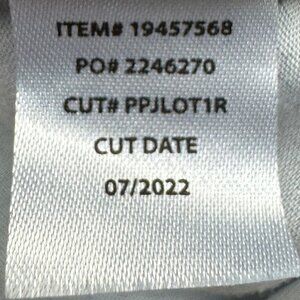 ITEM# 19457568
PO# 2246270
CUT# PPJLOT1R
CUT DATE
07/2022